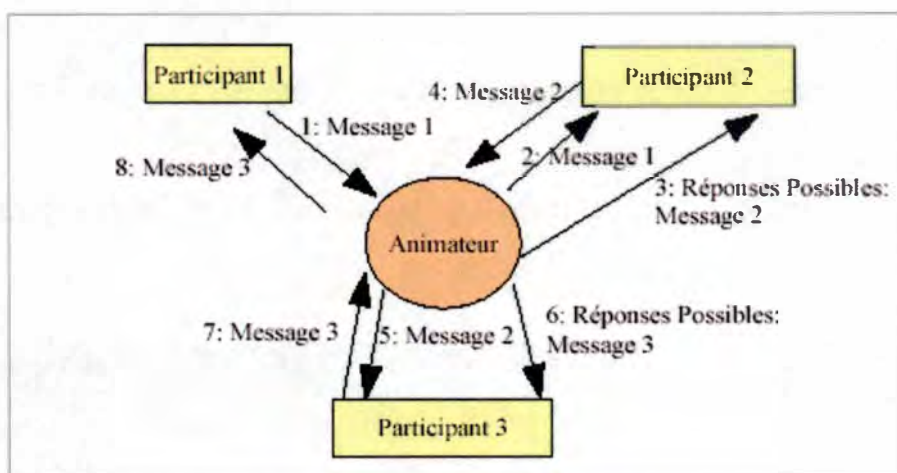 Participant 1
Participant 2
4: Message 2
1: Message 1
2: Message 1
8: Message 3
3: Réponses Possibles:
Message 2
Animateur
7: Message 3
5: Message 2
6: Réponses Possibles:
Message 3
Participant 3